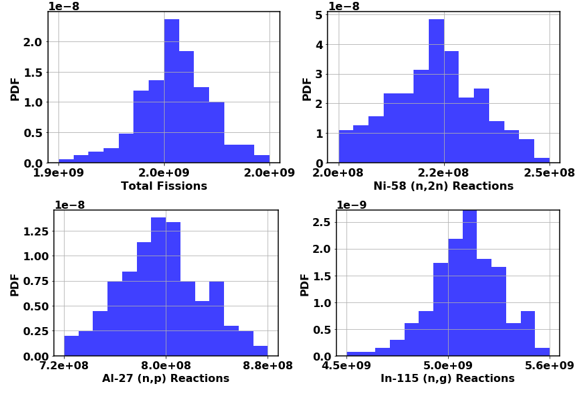 1e−8
2.0
1.5
1.0
0.5
0.0
PDF
1.9e+09 2.0e+09 2.0e+09
Total Fissions
1e−8
5
4
3
2
1
0
PDF
2.0e+08 2.2e+08 2.5e+08
Ni-58 (n,2n) Reactions
1e−8
1.25
1.00
0.75
0.50
0.25
0.00
PDF
7.2e+08 8.0e+08 8.8e+08
Al-27 (n,p) Reactions
1e−9
2.5
2.0
1.5
1.0
0.5
0.0
PDF
4.5e+09 5.0e+09 5.6e+09
In-115 (n,g) Reactions